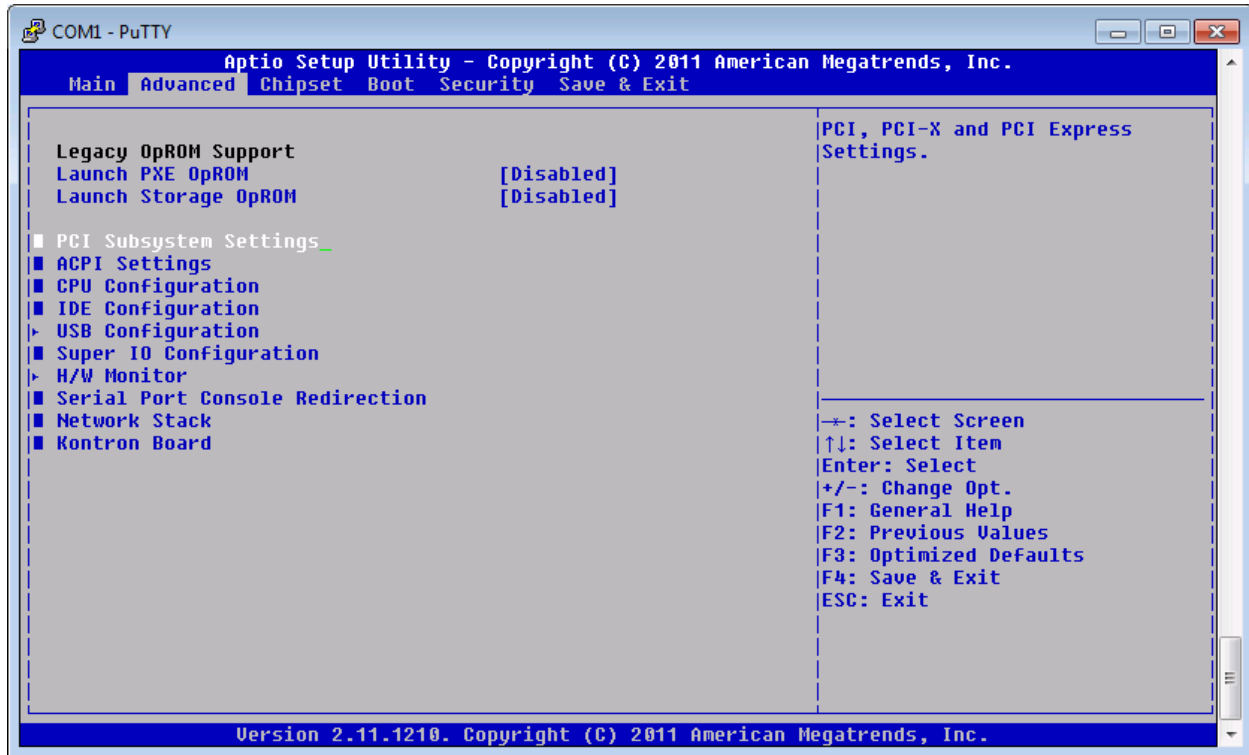 COM1 - PuTTY
Aptio Setup Utility - Copyright (C) 2011 American Megatrends, Inc.
Main Advanced Chipset Boot Security Save & Exit
Legacy OpROM Support
Launch PXE OpROM [Disabled]
Launch Storage OpROM [Disabled]
PCI Subsystem Settings_
ACPI Settings
CPU Configuration
IDE Configuration
USB Configuration
Super IO Configuration
H/W Monitor
Serial Port Console Redirection
Network Stack
Kontron Board
PCI, PCI-X and PCI Express
Settings.
→←: Select Screen
↑↓: Select Item
Enter: Select
+/-: Change Opt.
F1: General Help
F2: Previous Values
F3: Optimized Defaults
F4: Save & Exit
ESC: Exit
Version 2.11.1210. Copyright (C) 2011 American Megatrends, Inc.